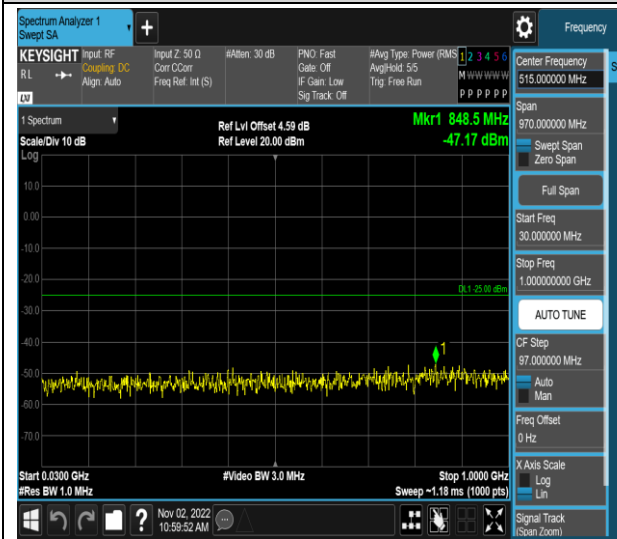 Spectrum Analyzer 1
Swept SA
+
Frequency
KEYSIGHT
RL
LXI
Input: RF
Coupling: DC
Align: Auto
Input Z: 50 Ω
Corr CCorr
Freq Ref: Int (S)
#Atten: 30 dB
PNO: Fast
Gate: Off
IF Gain: Low
Sig Track: Off
#Avg Type: Power (RMS
Avg|Hold: 5/5
Trig: Free Run
1 2 3 4 5 6
M W W W W W
P P P P P P
1 Spectrum
Scale/Div 10 dB
Log
Ref Lvl Offset 4.59 dB
Ref Level 20.00 dBm
Mkr1 848.5 MHz
-47.17 dBm
10.0
0.00
-10.0
-20.0
DL1 -25.00 dBm
-30.0
-40.0
1
-50.0
-60.0
-70.0
Start 0.0300 GHz
#Res BW 1.0 MHz
#Video BW 3.0 MHz
Stop 1.0000 GHz
Sweep ~1.18 ms (1000 pts)
?
Nov 02, 2022
10:59:52 AM
Center Frequency
515.000000 MHz
S
Span
970.000000 MHz
Swept Span
Zero Span
Full Span
Start Freq
30.000000 MHz
Stop Freq
1.000000000 GHz
AUTO TUNE
CF Step
97.000000 MHz
Auto
Man
Freq Offset
0 Hz
X Axis Scale
Log
Lin
Signal Track
(Span Zoom)